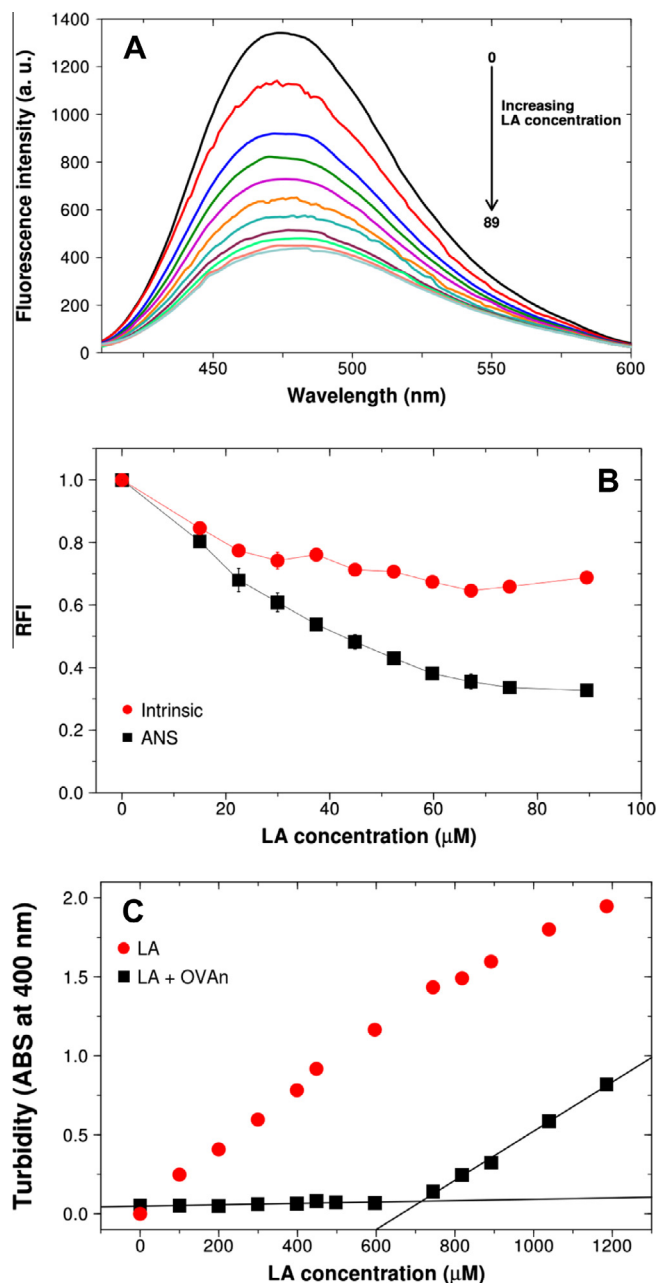 A
1400
1200
1000
800
600
400
200
0
Fluorescence intensity (a. u.)
0
Increasing
LA concentration
89
450
500
550
600
Wavelength (nm)
B
1.0
0.8
0.6
0.4
0.2
0.0
RFI
Intrinsic
ANS
0
20
40
60
80
100
LA concentration (μM)
C
2.0
1.5
1.0
0.5
0.0
Turbidity (ABS at 400 nm)
LA
LA + OVAn
0
200
400
600
800
1000
1200
LA concentration (μM)